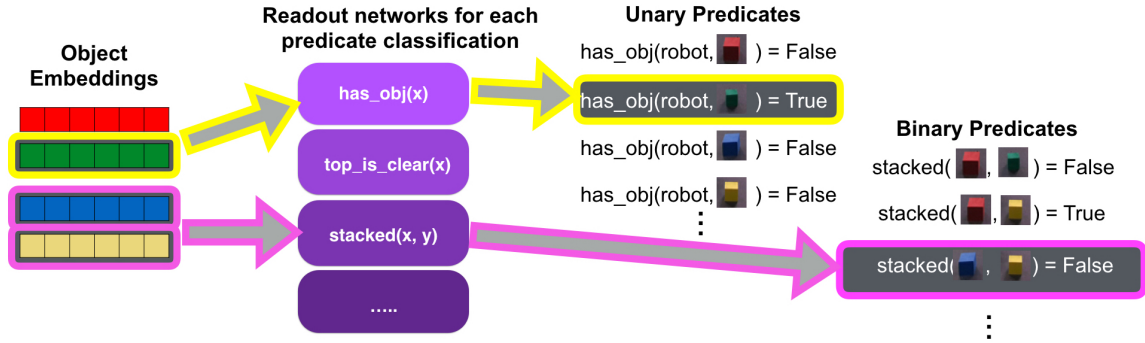 Object
Embeddings
Readout networks for each
predicate classification
has_obj(x)
top_is_clear(x)
stacked(x, y)
.....
Unary Predicates
has_obj(robot, ) = False
has_obj(robot, ) = True
has_obj(robot, ) = False
has_obj(robot, ) = False
⋮
Binary Predicates
stacked( , ) = False
stacked( , ) = True
stacked( , ) = False
⋮